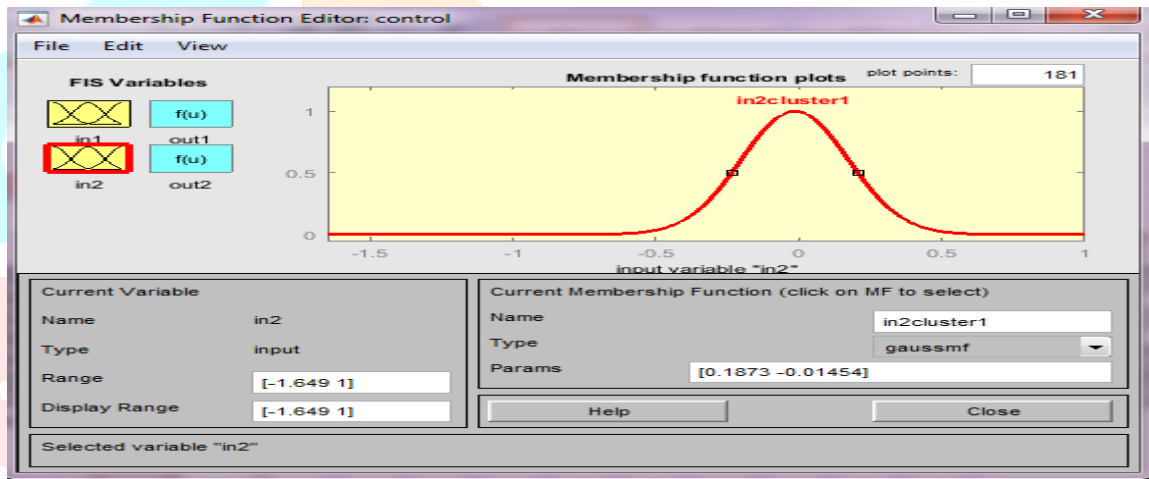 Membership Function Editor: control
File Edit View
FIS Variables
f(u)
in1 out1
f(u)
in2 out2
Membership function plots
plot points: 181
in2cluster1
1
0.5
0
-1.5 -1 -0.5 0 0.5 1
input variable "in2"
Current Variable
Name in2
Type input
Range [-1.649 1]
Display Range [-1.649 1]
Current Membership Function (click on MF to select)
Name in2cluster1
Type gaussmf
Params [0.1873 -0.01454]
Help Close
Selected variable "in2"